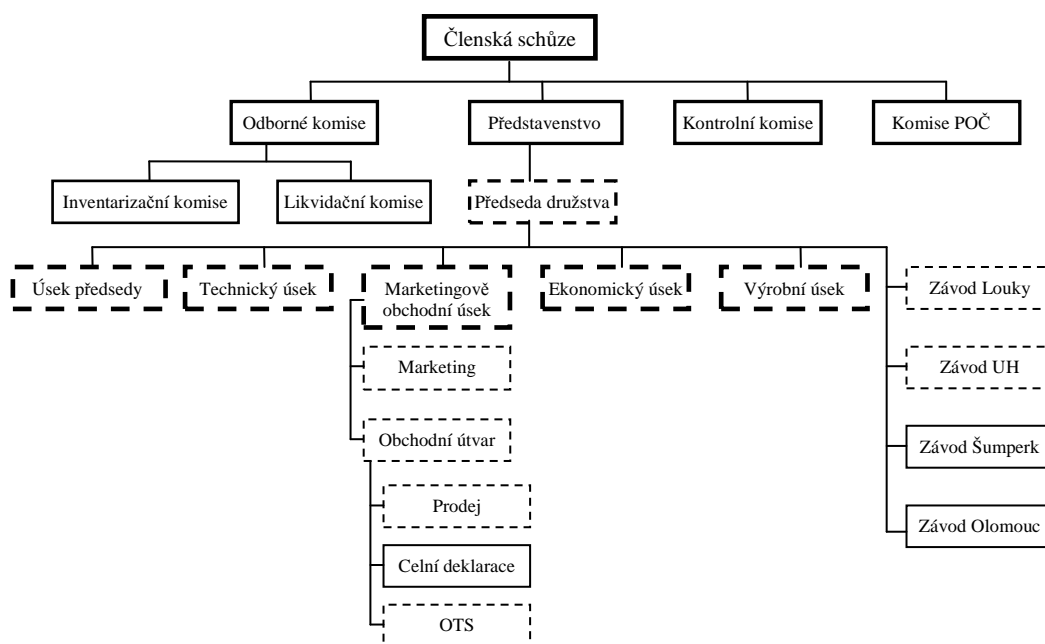 Členská schůze
Odborné komise
Představenstvo
Kontrolní komise
Komise POČ
Inventarizační komise
Likvidační komise
Předseda družstva
Úsek předsedy
Technický úsek
Marketingově
obchodní úsek
Ekonomický úsek
Výrobní úsek
Závod Louky
Marketing
Závod UH
Obchodní útvar
Závod Šumperk
Prodej
Závod Olomouc
Celní deklarace
OTS